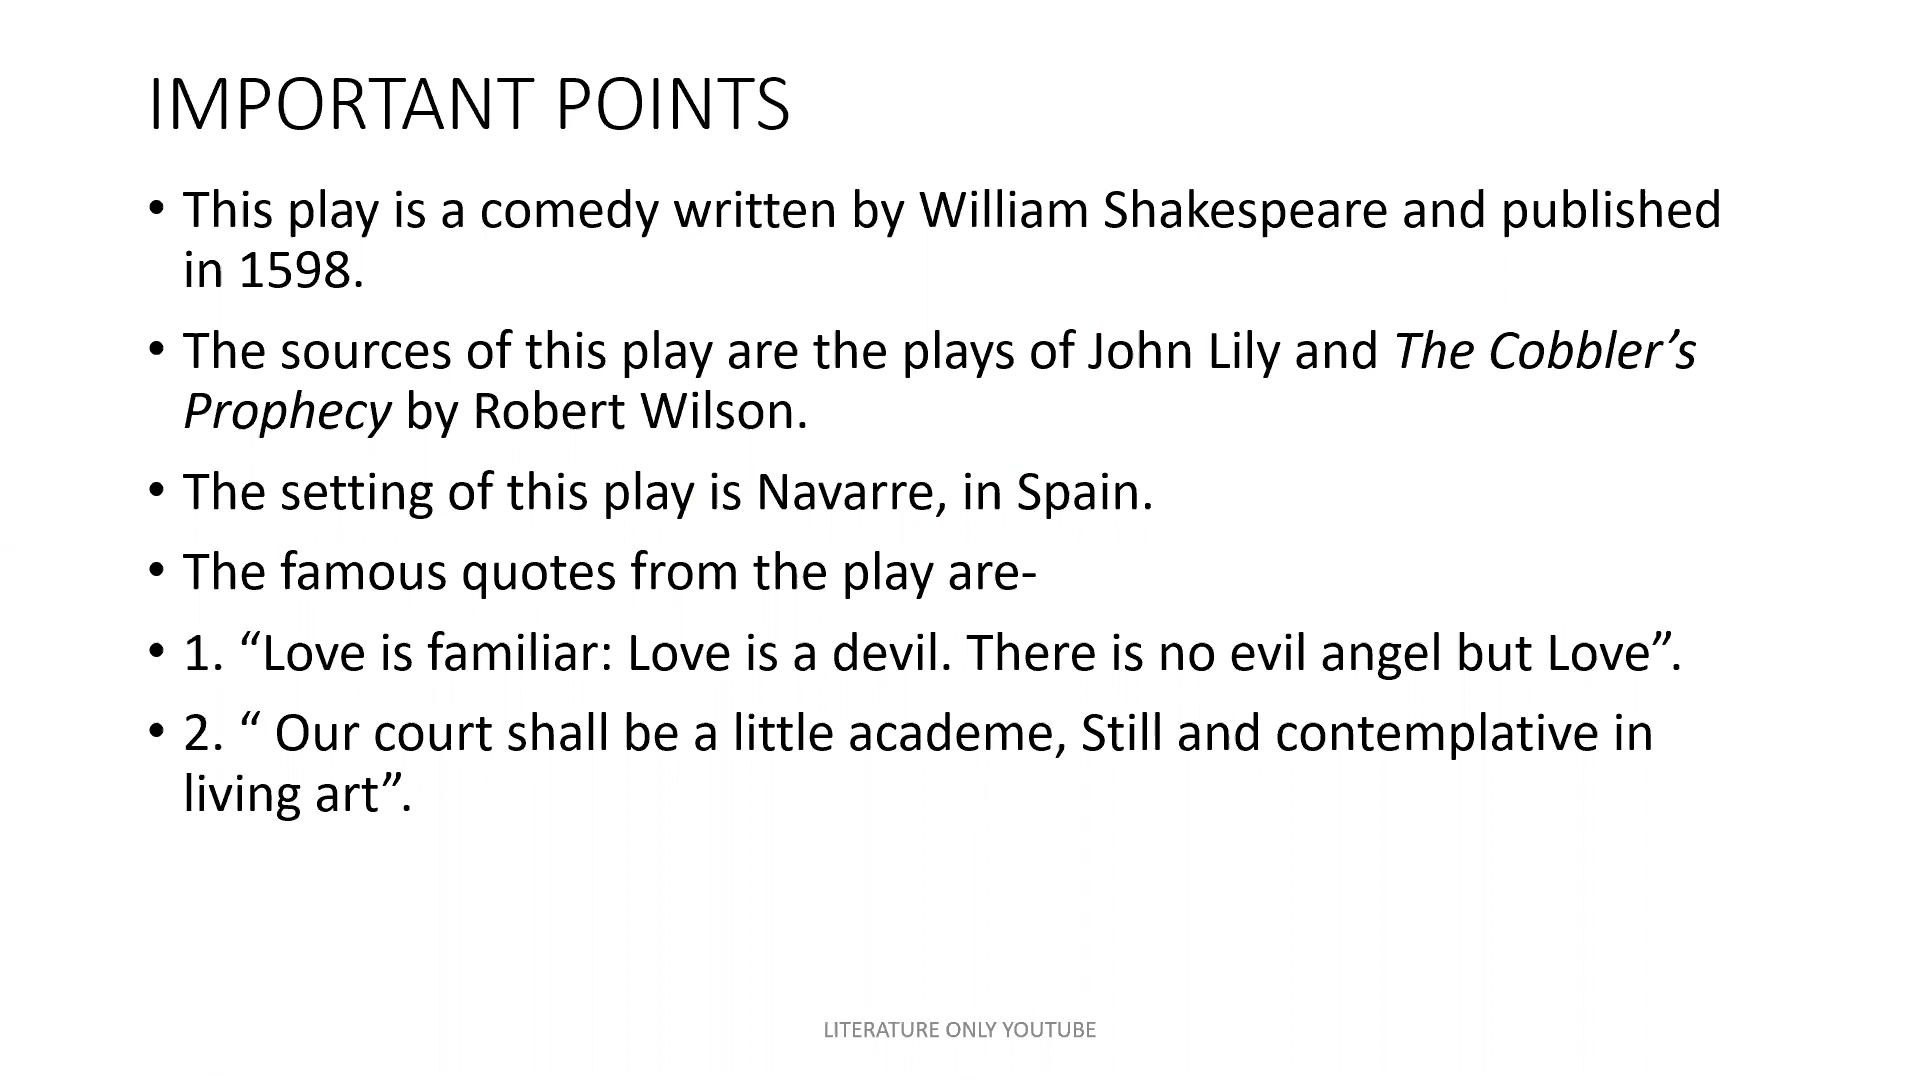 IMPORTANT POINTS
• This play is a comedy written by William Shakespeare and published
in 1598.
• The sources of this play are the plays of John Lily and The Cobbler’s
Prophecy by Robert Wilson.
• The setting of this play is Navarre, in Spain.
• The famous quotes from the play are-
• 1. “Love is familiar: Love is a devil. There is no evil angel but Love”.
• 2. “ Our court shall be a little academe, Still and contemplative in
living art”.
LITERATURE ONLY YOUTUBE